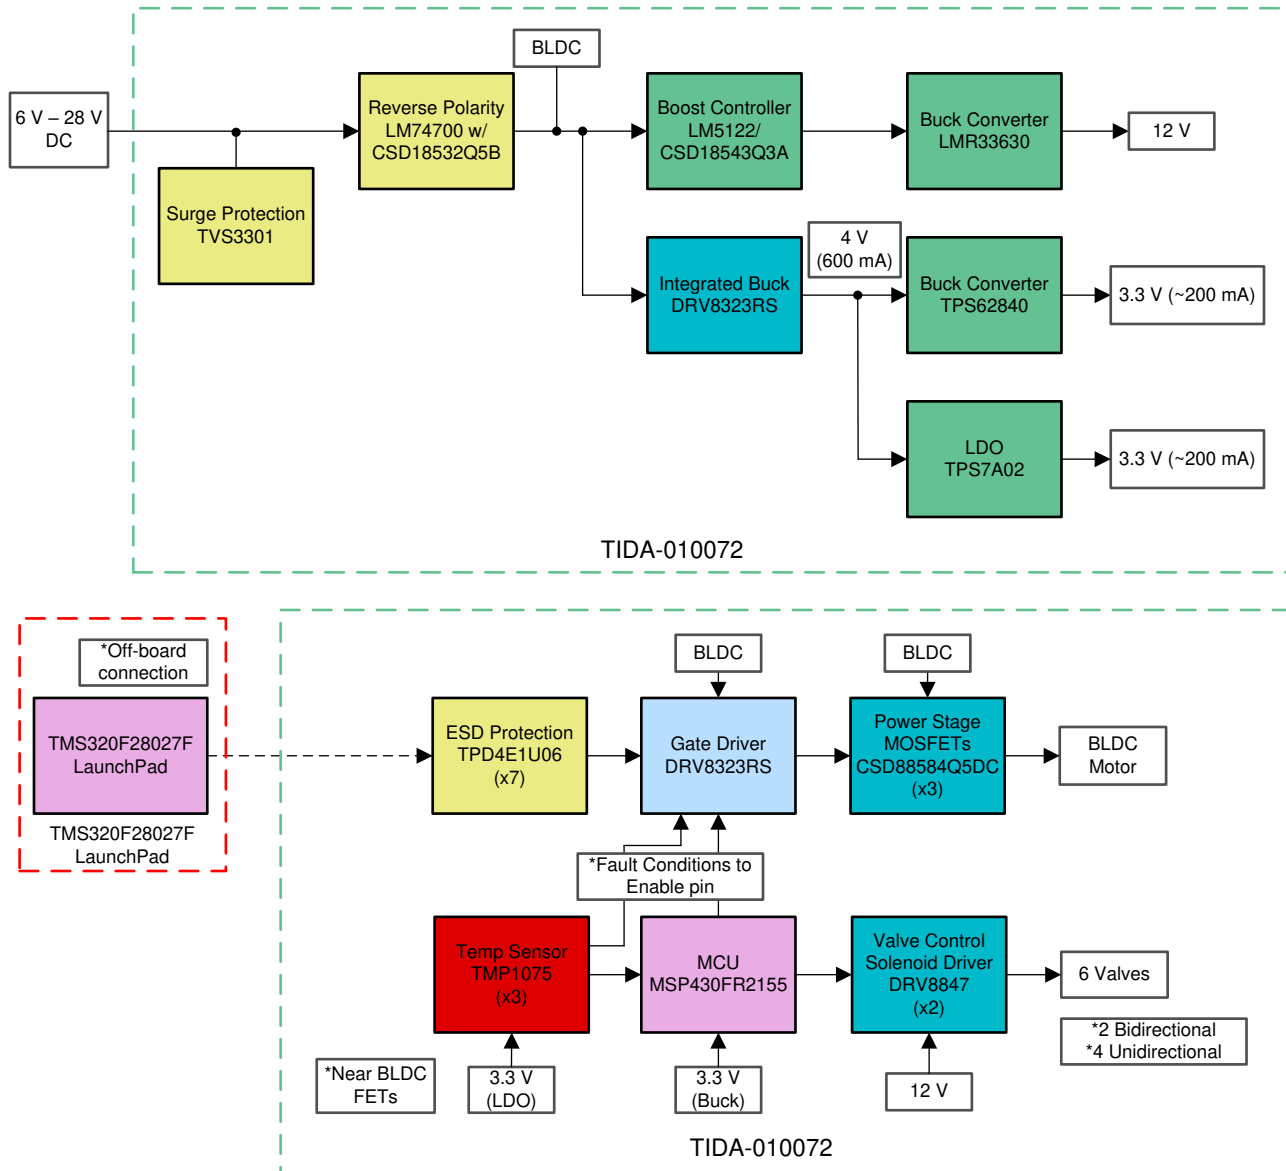 BLDC
6 V – 28 V
DC
Reverse Polarity
LM74700 w/
CSD18532Q5B
Boost Controller
LM5122/
CSD18543Q3A
Buck Converter
LMR33630
12 V
Surge Protection
TVS3301
4 V
(600 mA)
Integrated Buck
DRV8323RS
Buck Converter
TPS62840
3.3 V (~200 mA)
LDO
TPS7A02
3.3 V (~200 mA)
TIDA-010072
*Off-board
connection
TMS320F28027F
LaunchPad
TMS320F28027F
LaunchPad
BLDC
BLDC
ESD Protection
TPD4E1U06
(x7)
Gate Driver
DRV8323RS
Power Stage
MOSFETs
CSD88584Q5DC
(x3)
BLDC
Motor
*Fault Conditions to
Enable pin
Temp Sensor
TMP1075
(x3)
MCU
MSP430FR2155
Valve Control
Solenoid Driver
DRV8847
(x2)
6 Valves
*2 Bidirectional
*4 Unidirectional
*Near BLDC
FETs
3.3 V
(LDO)
3.3 V
(Buck)
12 V
TIDA-010072